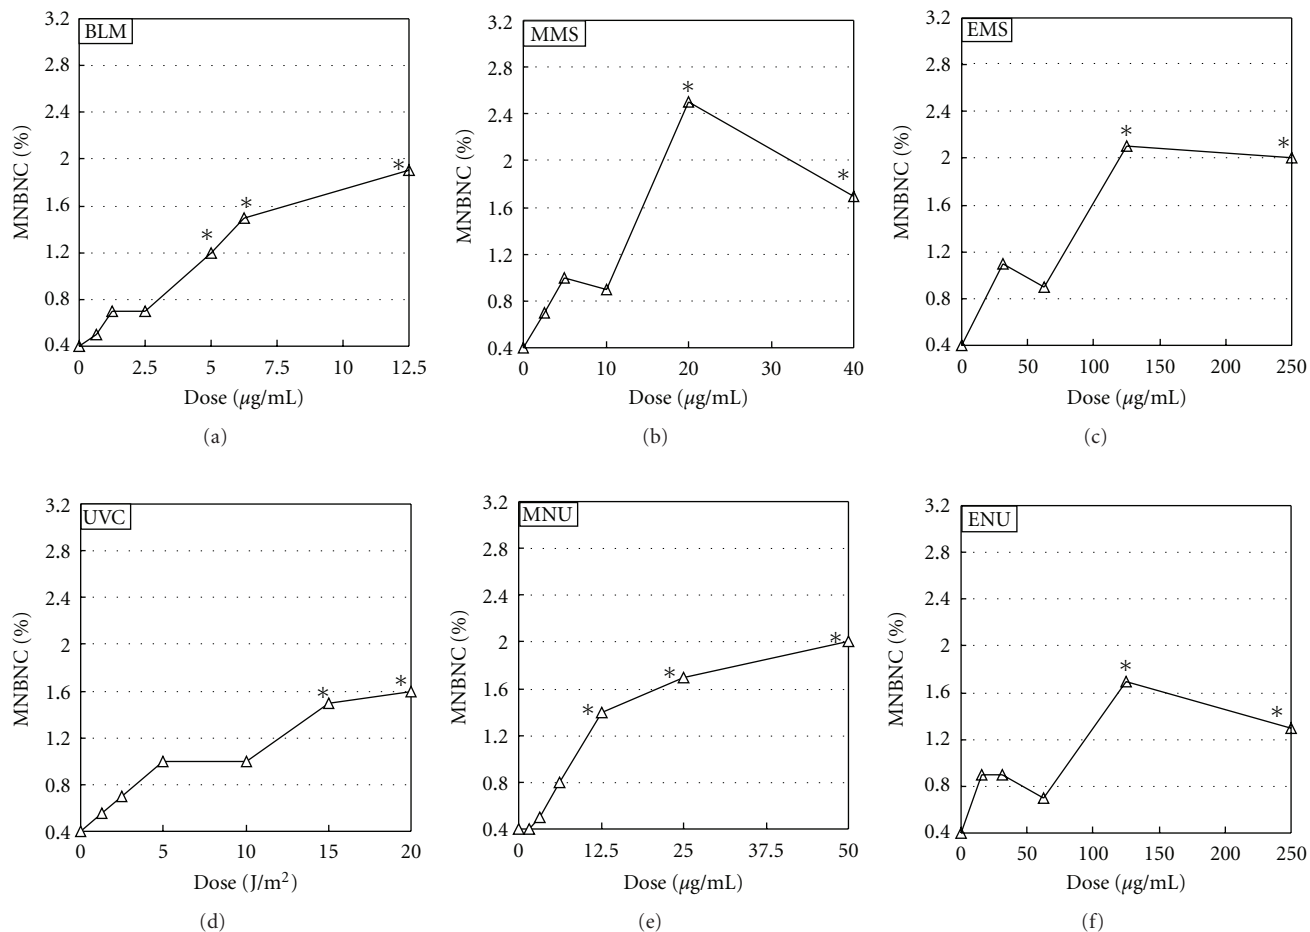 BLM
3.2
2.8
2.4
2
1.6
1.2
0.8
0.4
MNBNC (%)
*
*
*
0 2.5 5 7.5 10 12.5
Dose (µg/mL)
(a)
MMS
3.2
2.8
2.4
2
1.6
1.2
0.8
0.4
MNBNC (%)
*
*
0 10 20 30 40
Dose (µg/mL)
(b)
EMS
3.2
2.8
2.4
2
1.6
1.2
0.8
0.4
MNBNC (%)
*
*
0 50 100 150 200 250
Dose (µg/mL)
(c)
UVC
3.2
2.8
2.4
2
1.6
1.2
0.8
0.4
MNBNC (%)
*
*
0 5 10 15 20
Dose (J/m²)
(d)
MNU
3.2
2.8
2.4
2
1.6
1.2
0.8
0.4
MNBNC (%)
*
*
*
0 12.5 25 37.5 50
Dose (µg/mL)
(e)
ENU
3.2
2.8
2.4
2
1.6
1.2
0.8
0.4
MNBNC (%)
*
*
0 50 100 150 200 250
Dose (µg/mL)
(f)